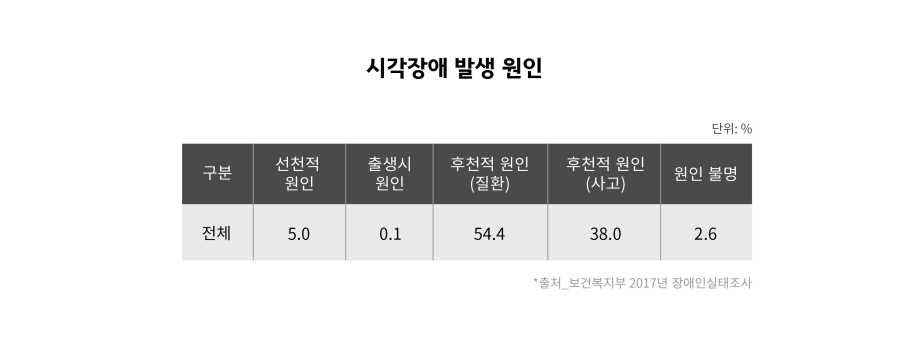 시각장애 발생 원인
단위: %
구분 선천적 원인 출생시 원인 후천적 원인 (질환) 후천적 원인 (사고) 원인 불명
전체 5.0 0.1 54.4 38.0 2.6
*출처_보건복지부 2017년 장애인실태조사